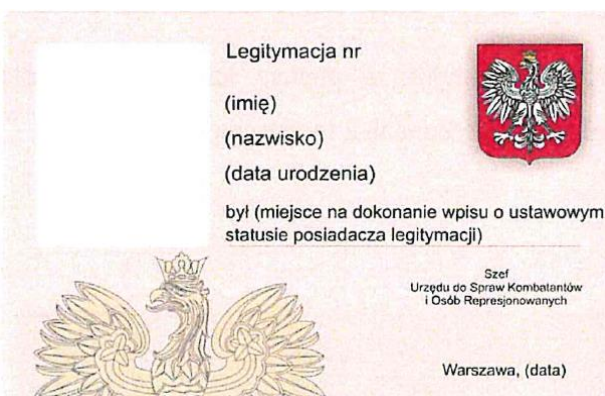 Legitymacja nr
(imię)
(nazwisko)
(data urodzenia)
był (miejsce na dokonanie wpisu o ustawowym
statusie posiadacza legitymacji)
Szef
Urzędu do Spraw Kombatantów
i Osób Represjonowanych
Warszawa, (data)